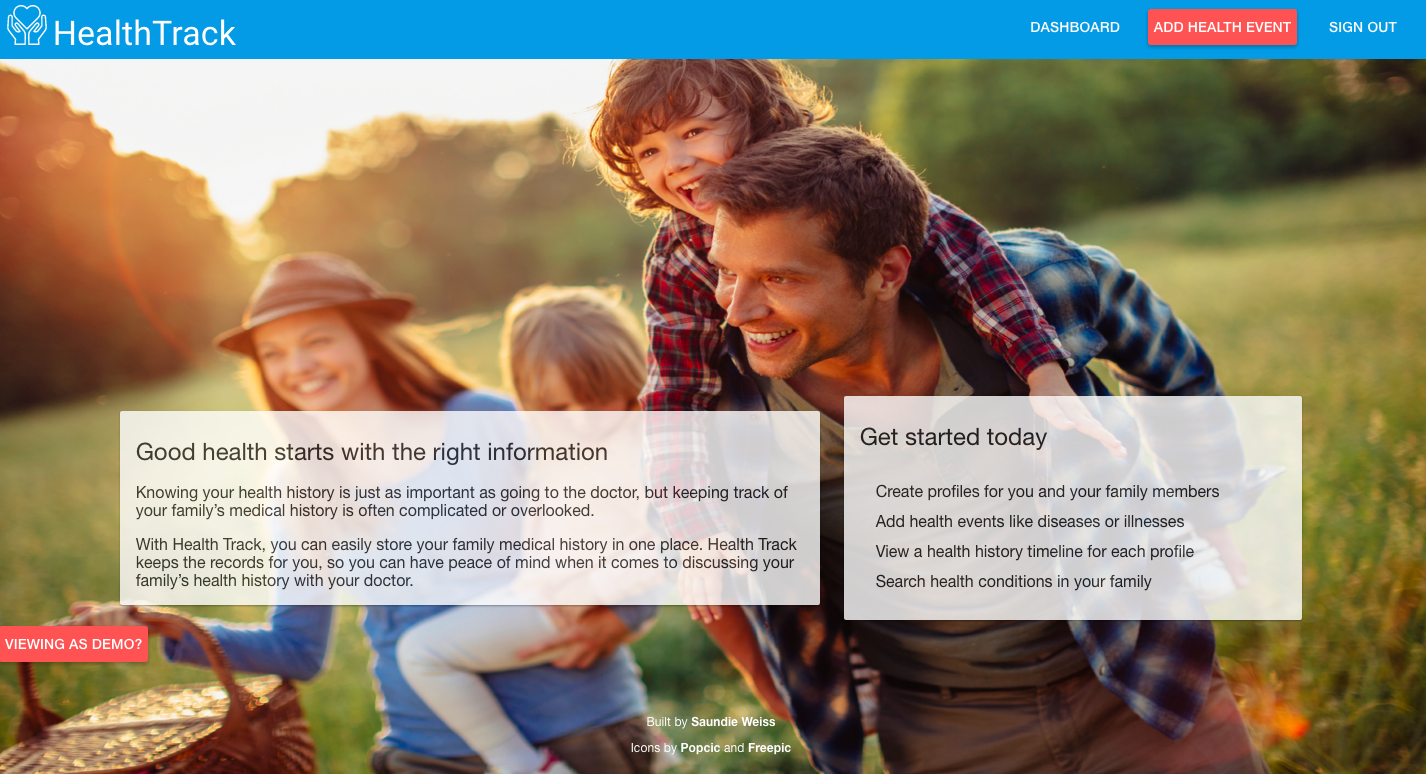 HealthTrack
DASHBOARD
ADD HEALTH EVENT
SIGN OUT
Good health starts with the right information
Knowing your health history is just as important as going to the doctor, but keeping track of
your family’s medical history is often complicated or overlooked.
With Health Track, you can easily store your family medical history in one place. Health Track
keeps the records for you, so you can have peace of mind when it comes to discussing your
family’s health history with your doctor.
Get started today
Create profiles for you and your family members
Add health events like diseases or illnesses
View a health history timeline for each profile
Search health conditions in your family
VIEWING AS DEMO?
Built by Saundie Weiss
Icons by Popcic and Freepic